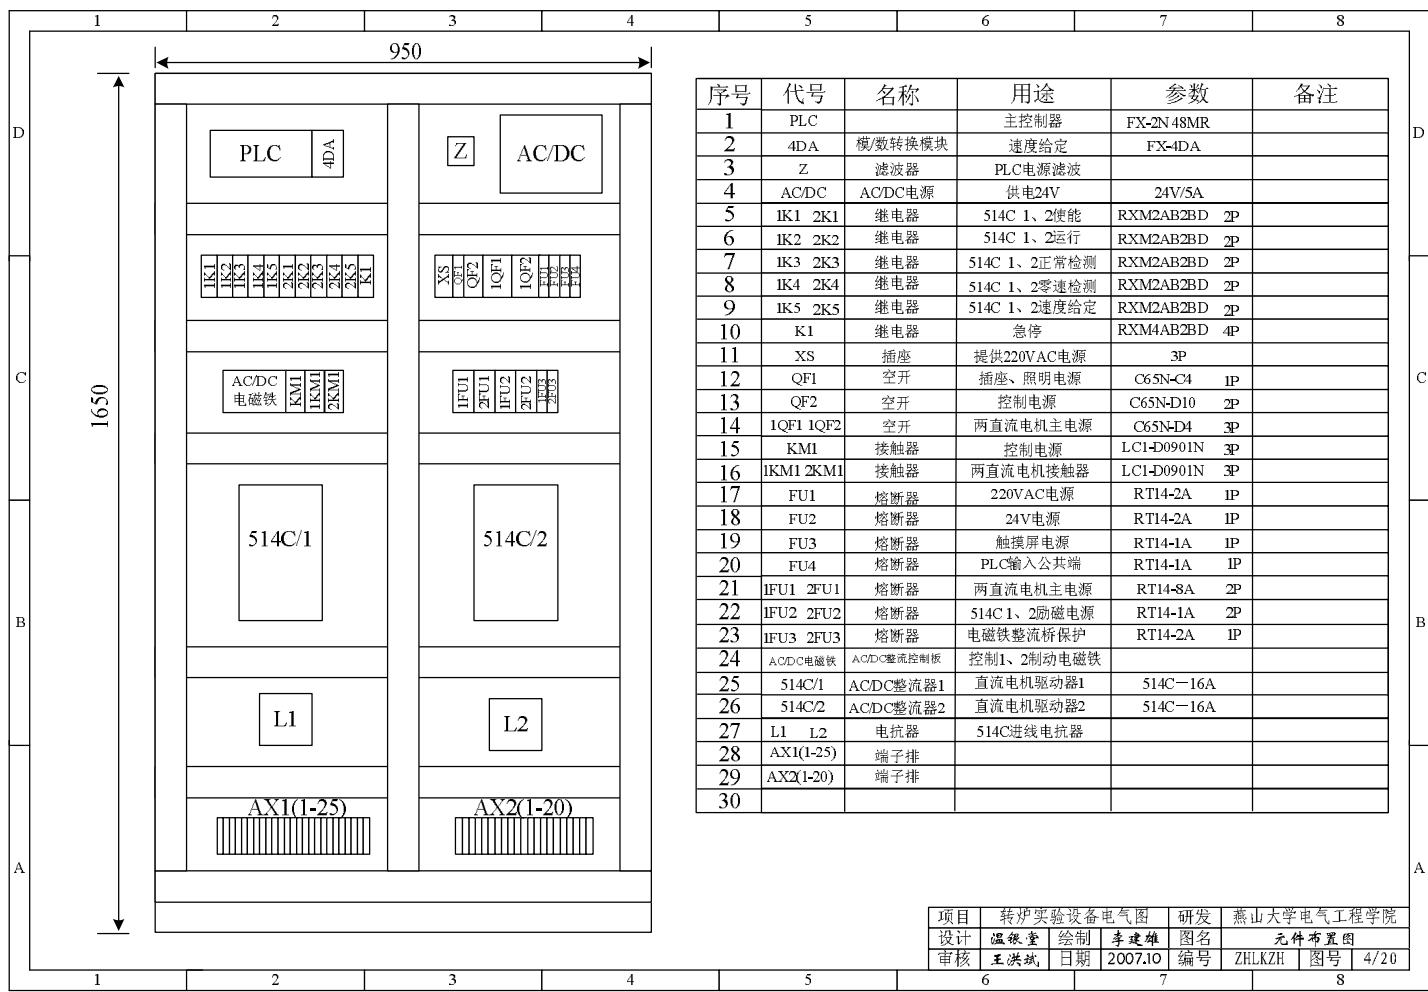 1 2 3 4 5 6 7 8
D
C
B
A
950
1650
PLC 4DA Z AC/DC
1K1 1K2 1K3 1K4 1K5 2K1 2K2 2K3 2K4 2K5 K1
XS QF1 QF2 1QF1 1QF2 FU1 FU2 FU3 FU4
AC/DC
电磁铁 KM1 1KM1 2KM1
1FU1 2FU1 1FU2 2FU2 1FU3 2FU3
514C/1 514C/2
L1 L2
AX1(1-25) AX2(1-20)
序号 代号 名称 用途 参数 备注
1 PLC 主控制器 FX-2N 48MR
2 4DA 模/数转换模块 速度给定 FX-4DA
3 Z 滤波器 PLC电源滤波
4 AC/DC AC/DC电源 供电24V 24V/5A
5 1K1 2K1 继电器 514C 1、2使能 RXM2AB2BD 2P
6 1K2 2K2 继电器 514C 1、2运行 RXM2AB2BD 2P
7 1K3 2K3 继电器 514C 1、2正常检测 RXM2AB2BD 2P
8 1K4 2K4 继电器 514C 1、2零速检测 RXM2AB2BD 2P
9 1K5 2K5 继电器 514C 1、2速度给定 RXM2AB2BD 2P
10 K1 继电器 急停 RXM4AB2BD 4P
11 XS 插座 提供220VAC电源 3P
12 QF1 空开 插座、照明电源 C65N-C4 1P
13 QF2 空开 控制电源 C65N-D10 2P
14 1QF1 1QF2 空开 两直流电机主电源 C65N-D4 3P
15 KM1 接触器 控制电源 LC1-D0901N 3P
16 1KM1 2KM1 接触器 两直流电机接触器 LC1-D0901N 3P
17 FU1 熔断器 220VAC电源 RT14-2A 1P
18 FU2 熔断器 24V电源 RT14-2A 1P
19 FU3 熔断器 触摸屏电源 RT14-1A 1P
20 FU4 熔断器 PLC输入公共端 RT14-1A 1P
21 1FU1 2FU1 熔断器 两直流电机主电源 RT14-8A 2P
22 1FU2 2FU2 熔断器 514C 1、2励磁电源 RT14-1A 2P
23 1FU3 2FU3 熔断器 电磁铁整流桥保护 RT14-2A 1P
24 AC/DC电磁铁 AC/DC整流控制板 控制1、2制动电磁铁
25 514C/1 AC/DC整流器1 直流电机驱动器1 514C—16A
26 514C/2 AC/DC整流器2 直流电机驱动器2 514C—16A
27 L1 L2 电抗器 514C进线电抗器
28 AX1(1-25) 端子排
29 AX2(1-20) 端子排
30
项目 转炉实验设备电气图 研发 燕山大学电气工程学院
设计 温银堂 绘制 李建雄 图名 元件布置图
审核 王洪斌 日期 2007.10 编号 ZHLKZH 图号 4/20
D
C
B
A
1 2 3 4 5 6 7 8